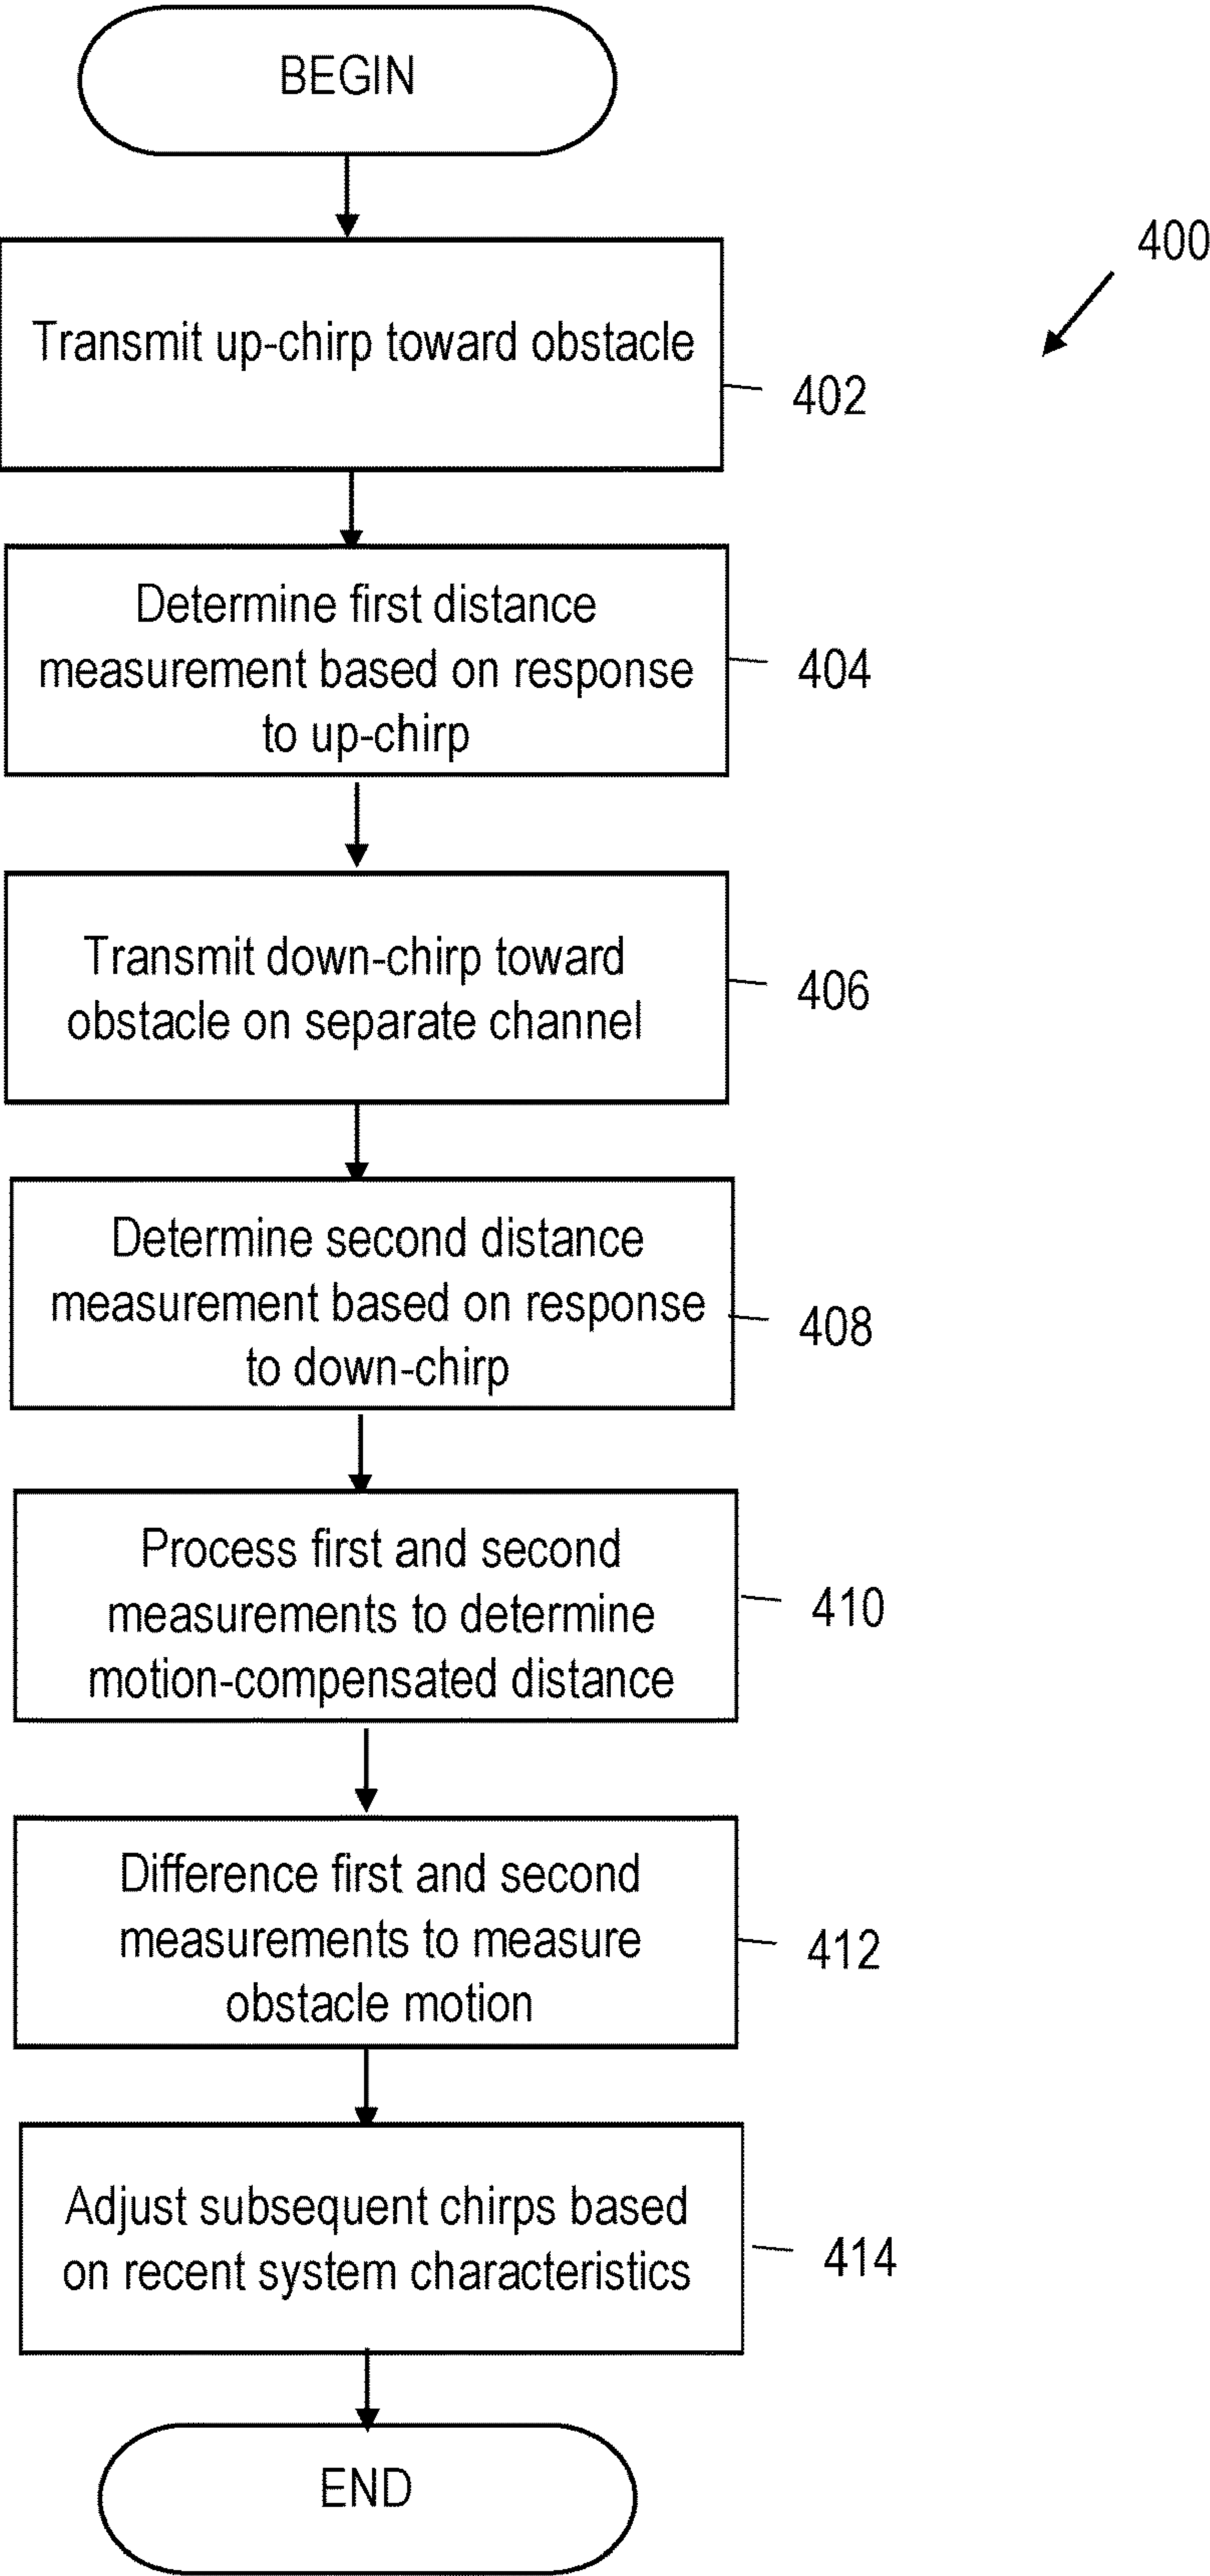 BEGIN
400
Transmit up-chirp toward obstacle
402
Determine first distance
measurement based on response
to up-chirp
404
Transmit down-chirp toward
obstacle on separate channel
406
Determine second distance
measurement based on response
to down-chirp
408
Process first and second
measurements to determine
motion-compensated distance
410
Difference first and second
measurements to measure
obstacle motion
412
Adjust subsequent chirps based
on recent system characteristics
414
END